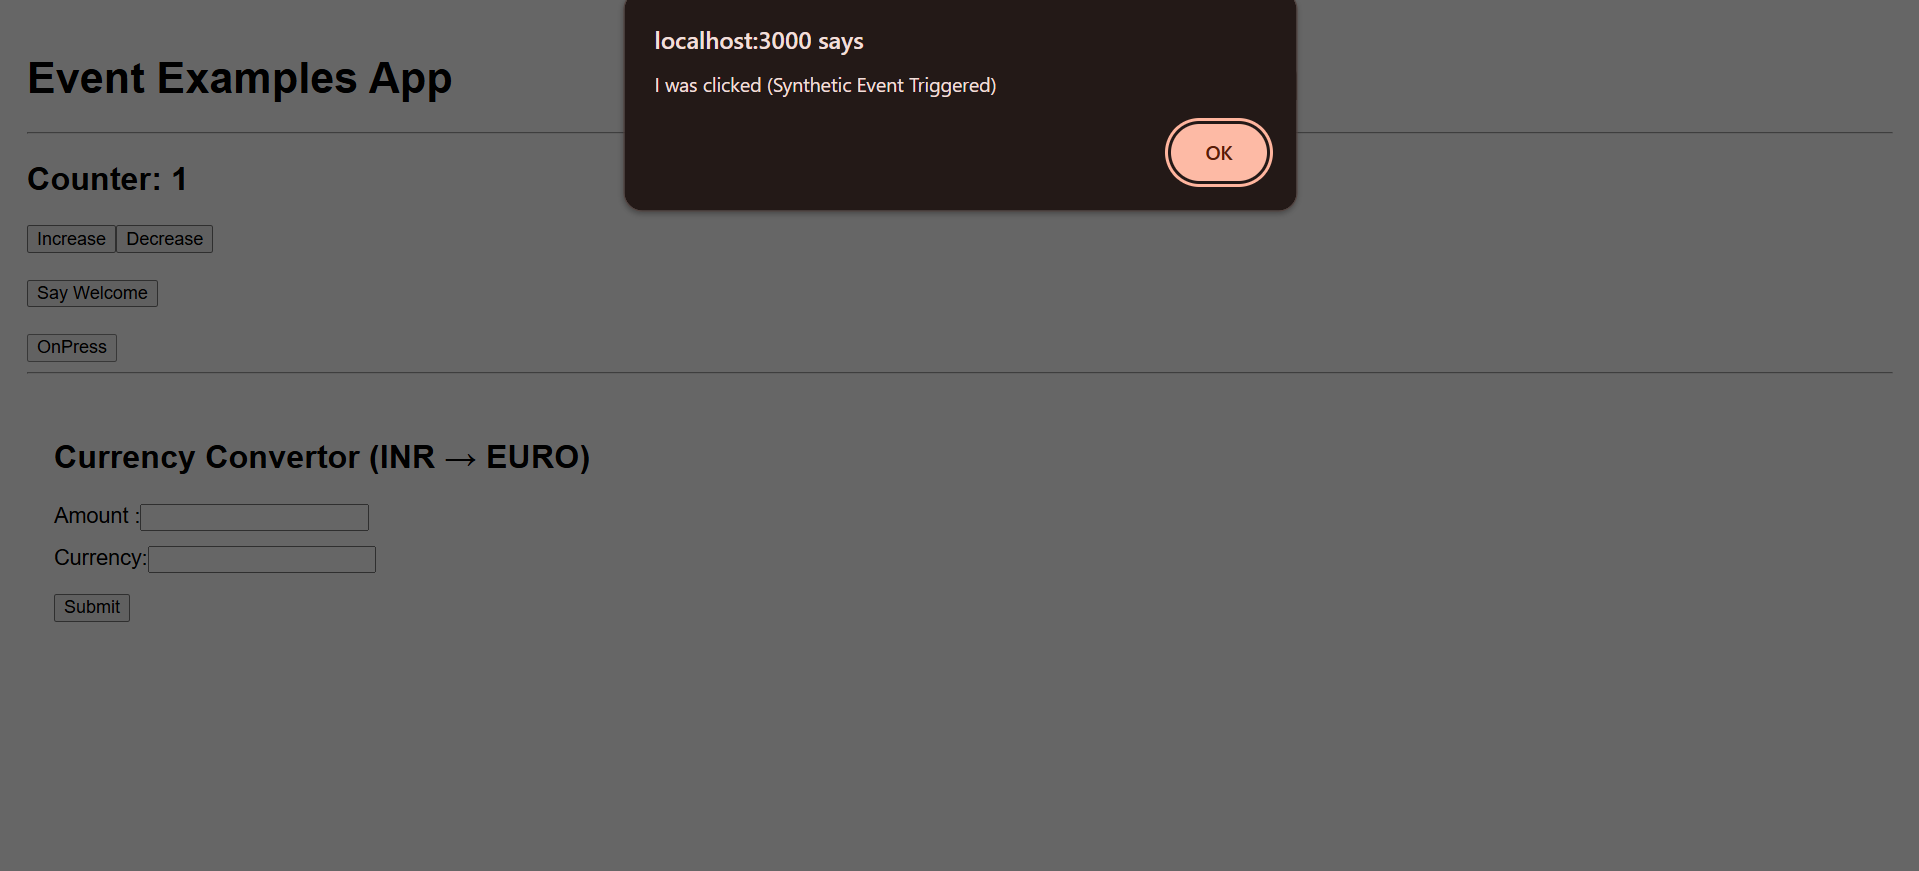 localhost:3000 says
I was clicked (Synthetic Event Triggered)
OK
Event Examples App
Counter: 1
Increase Decrease
Say Welcome
OnPress
Currency Convertor (INR → EURO)
Amount :
Currency:
Submit